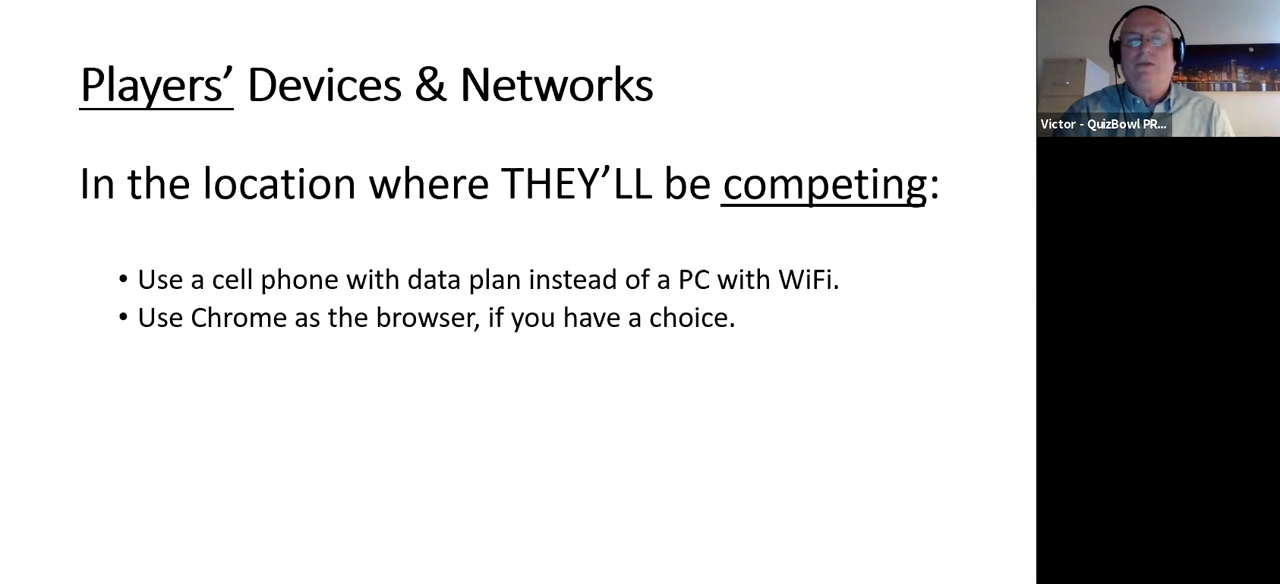 Players’ Devices & Networks
In the location where THEY’LL be competing:
• Use a cell phone with data plan instead of a PC with WiFi.
• Use Chrome as the browser, if you have a choice.
Victor - QuizBowl PR...